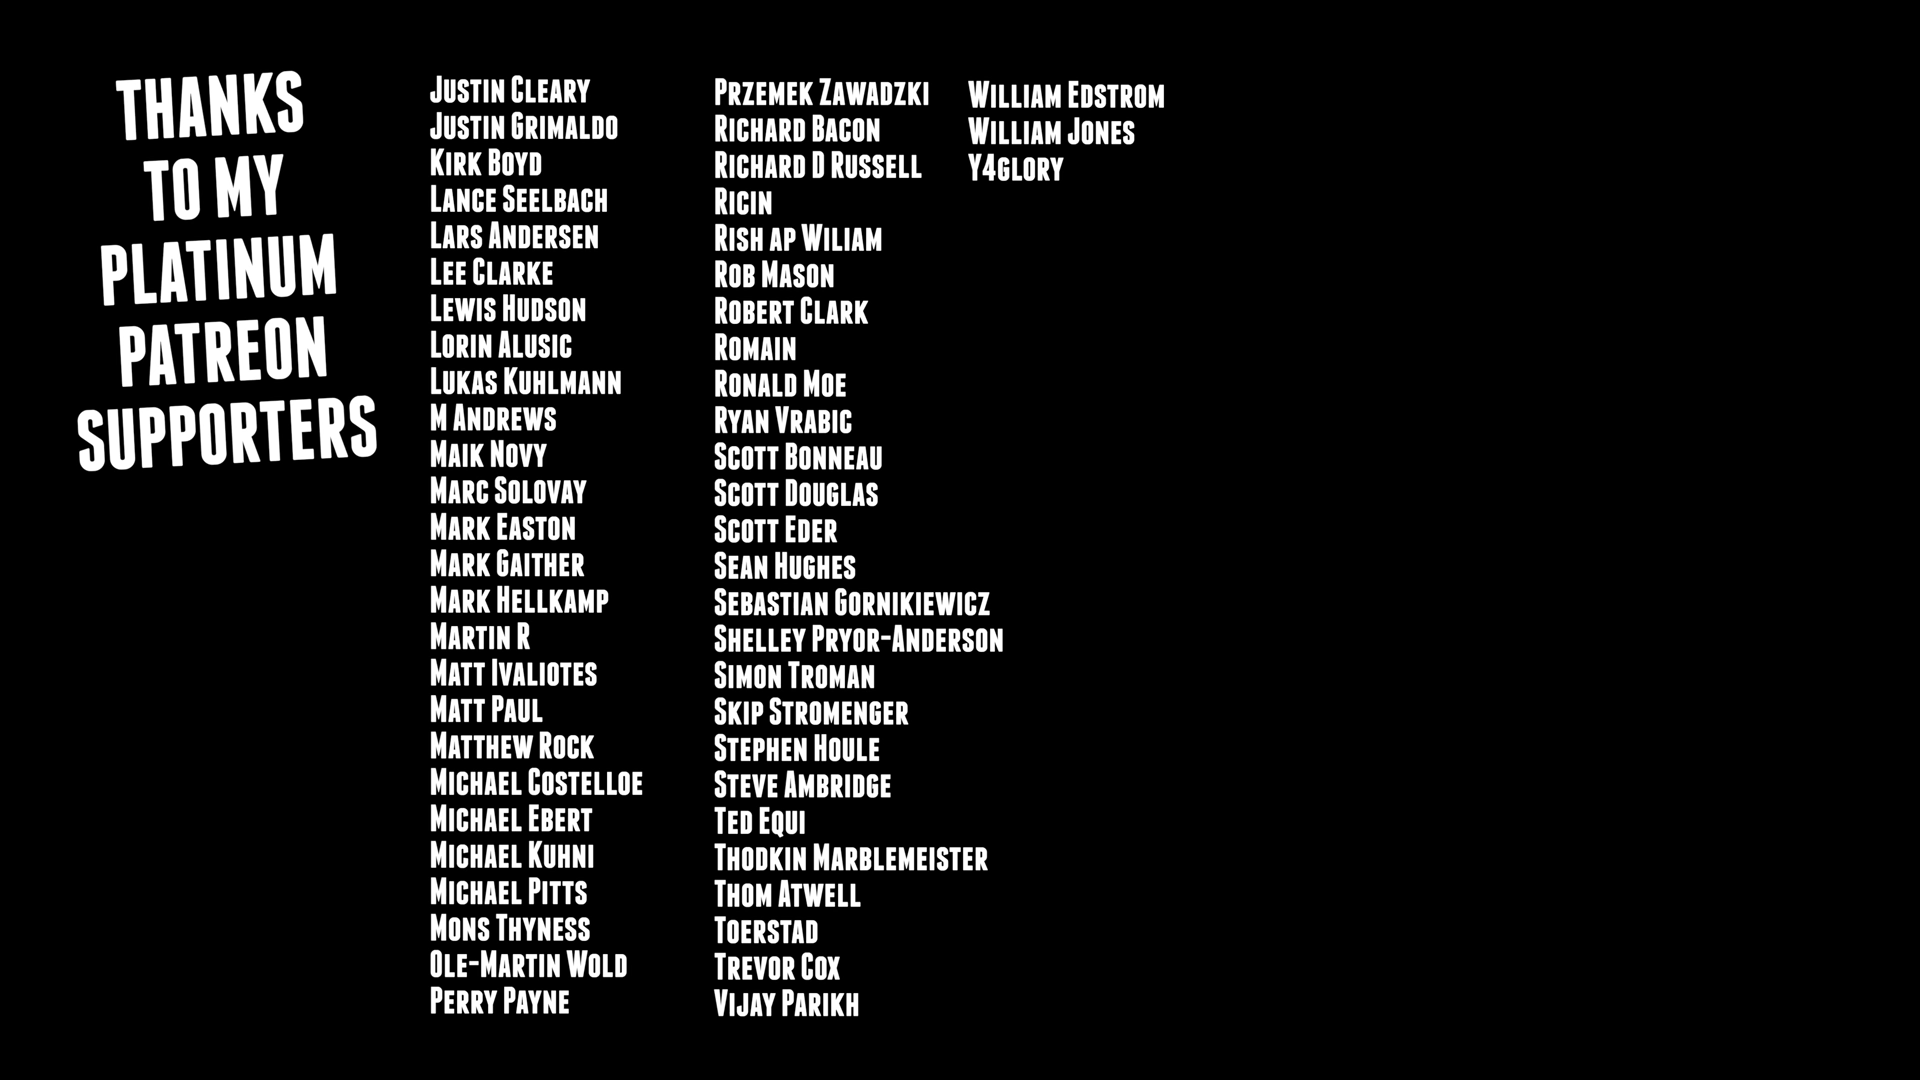 THANKS
TO MY
PLATINUM
PATREON
SUPPORTERS
Justin Cleary
Justin Grimaldo
Kirk Boyd
Lance Seelbach
Lars Andersen
Lee Clarke
Lewis Hudson
Lorin Alusic
Lukas Kuhlmann
M Andrews
Maik Novy
Marc Solovay
Mark Easton
Mark Gaither
Mark Hellkamp
Martin R
Matt Ivaliotes
Matt Paul
Matthew Rock
Michael Costelloe
Michael Ebert
Michael Kuhni
Michael Pitts
Mons Thyness
Ole-Martin Wold
Perry Payne
Przemek Zawadzki
Richard Bacon
Richard D Russell
Ricin
Rish ap Wiliam
Rob Mason
Robert Clark
Romain
Ronald Moe
Ryan Vrabic
Scott Bonneau
Scott Douglas
Scott Eder
Sean Hughes
Sebastian Gornikiewicz
Shelley Pryor-Anderson
Simon Troman
Skip Stromenger
Stephen Houle
Steve Ambridge
Ted Equi
Thodkin Marblemeister
Thom Atwell
Toerstad
Trevor Cox
Vijay Parikh
William Edstrom
William Jones
Y4glory